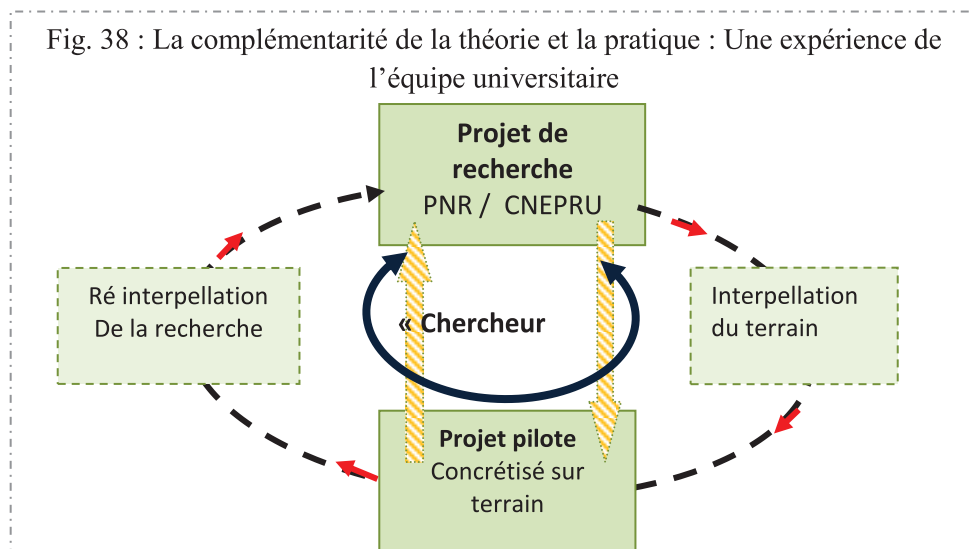 Fig. 38 : La complémentarité de la théorie et la pratique : Une expérience de
l’équipe universitaire
Projet de
recherche
PNR / CNEPRU
Ré interpellation
De la recherche
« Chercheur
Interpellation
du terrain
Projet pilote
Concrétisé sur
terrain